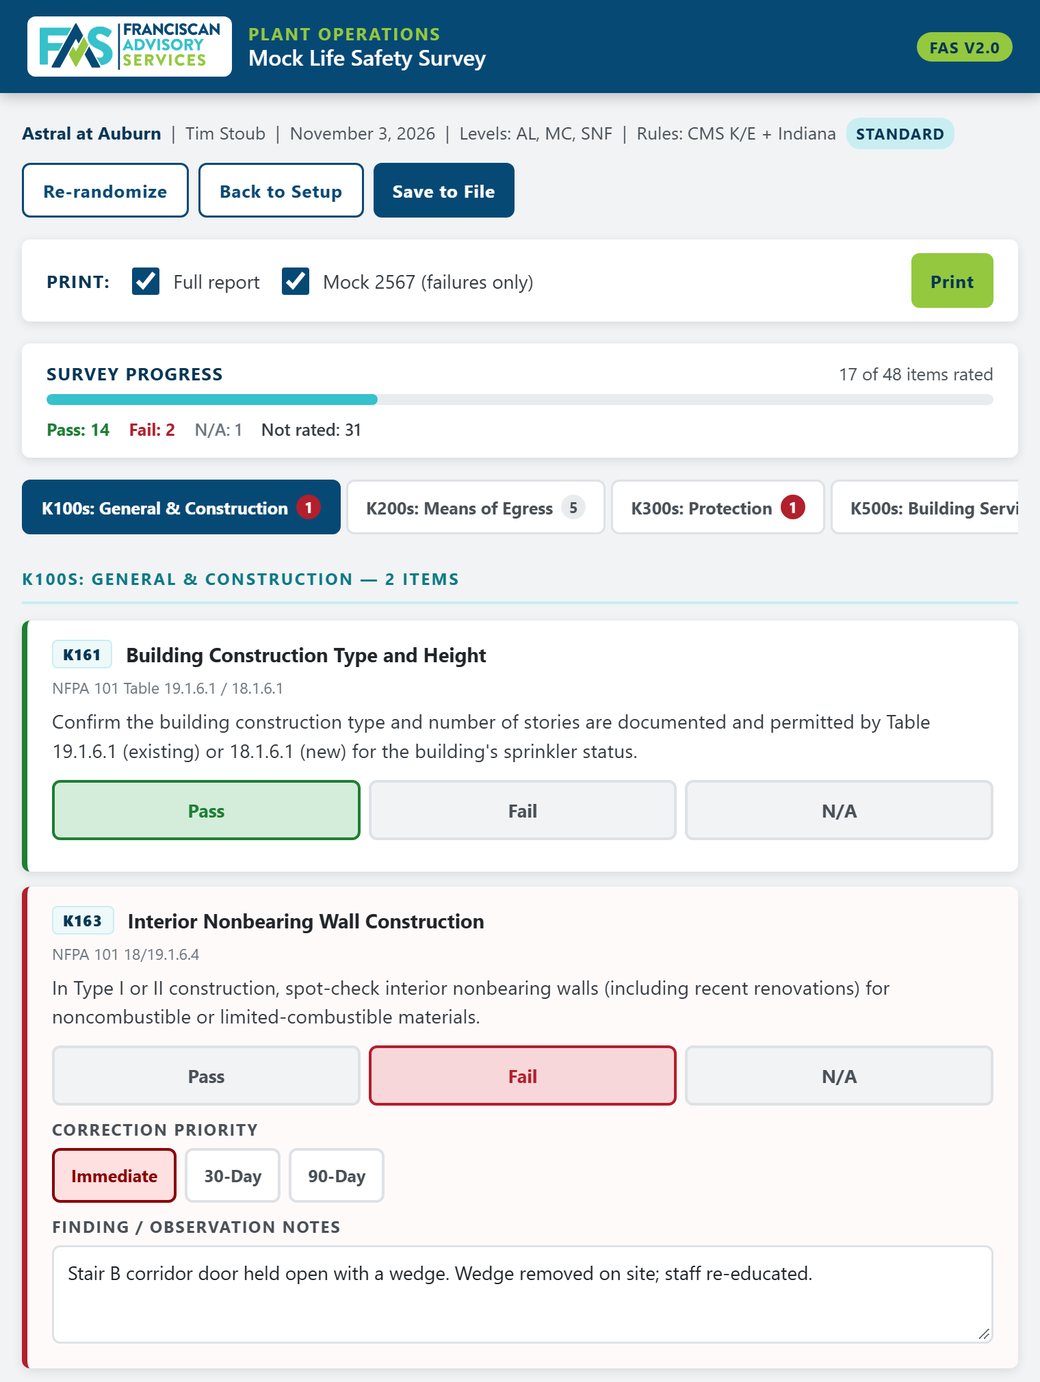 FAS FRANCISCAN
ADVISORY
SERVICES
PLANT OPERATIONS
Mock Life Safety Survey
FAS V2.0
Astral at Auburn | Tim Stoub | November 3, 2026 | Levels: AL, MC, SNF | Rules: CMS K/E + Indiana STANDARD
Re-randomize Back to Setup Save to File
PRINT: Full report Mock 2567 (failures only) Print
SURVEY PROGRESS 17 of 48 items rated
Pass: 14 Fail: 2 N/A: 1 Not rated: 31
K100s: General & Construction 1 K200s: Means of Egress 5 K300s: Protection 1 K500s: Building Servi
K100S: GENERAL & CONSTRUCTION — 2 ITEMS
K161 Building Construction Type and Height
NFPA 101 Table 19.1.6.1 / 18.1.6.1
Confirm the building construction type and number of stories are documented and permitted by Table
19.1.6.1 (existing) or 18.1.6.1 (new) for the building's sprinkler status.
Pass Fail N/A
K163 Interior Nonbearing Wall Construction
NFPA 101 18/19.1.6.4
In Type I or II construction, spot-check interior nonbearing walls (including recent renovations) for
noncombustible or limited-combustible materials.
Pass Fail N/A
CORRECTION PRIORITY
Immediate 30-Day 90-Day
FINDING / OBSERVATION NOTES
Stair B corridor door held open with a wedge. Wedge removed on site; staff re-educated.